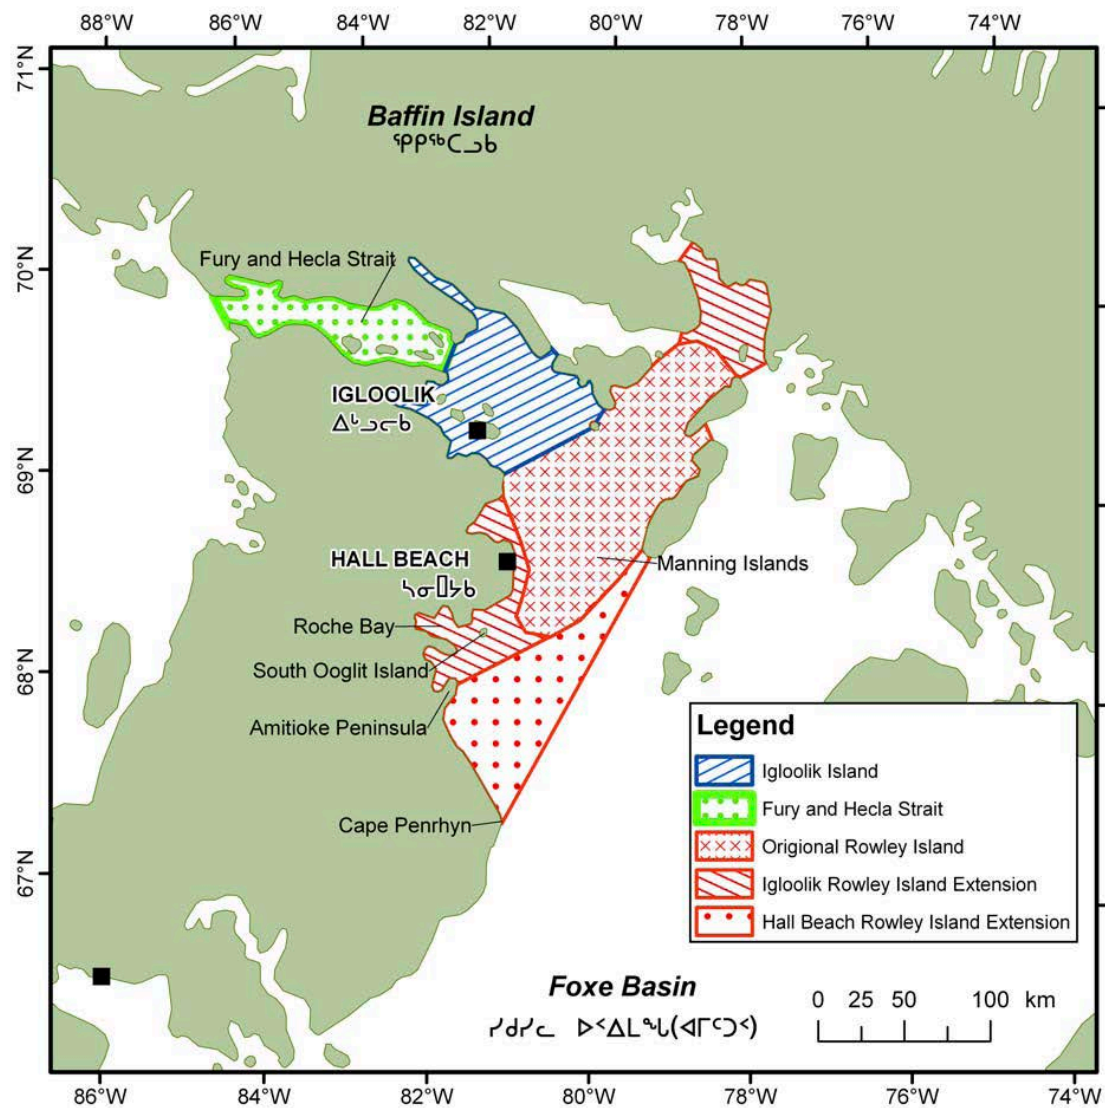 88°W 86°W 84°W 82°W 80°W 78°W 76°W 74°W
71°N
Baffin Island
ᕿᑭᖅᑕᓗᒃ
Fury and Hecla Strait
70°N
IGLOOLIK
69°N
HALL BEACH
Manning Islands
Roche Bay
South Ooglit Island
68°N
Amitioke Peninsula
Cape Penrhyn
67°N
Legend
Igloolik Island
Fury and Hecla Strait
Origional Rowley Island
Igloolik Rowley Island Extension
Hall Beach Rowley Island Extension
Foxe Basin
0 25 50 100 km
86°W 84°W 82°W 80°W 78°W 76°W 74°W